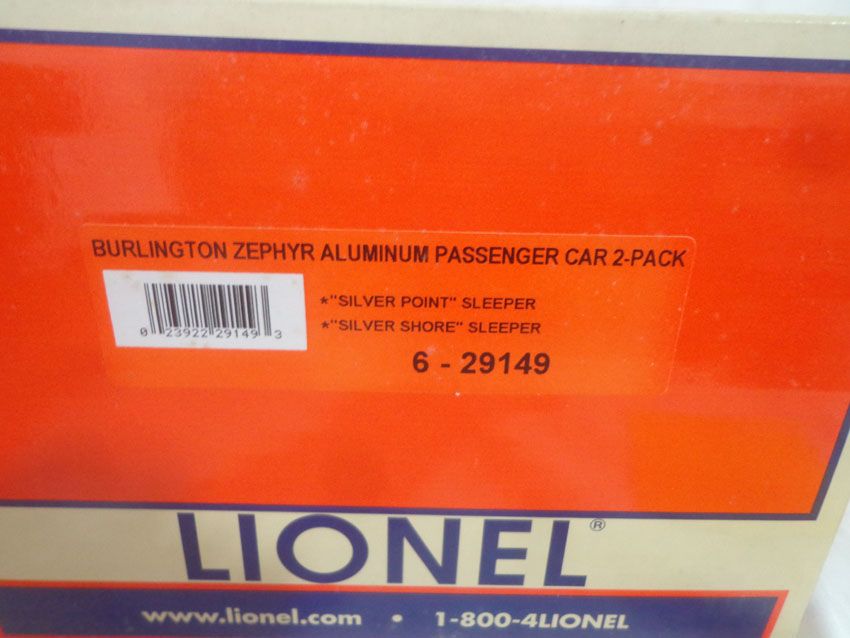 BURLINGTON ZEPHYR ALUMINUM PASSENGER CAR 2-PACK
*"SILVER POINT" SLEEPER
*"SILVER SHORE" SLEEPER
0 23922 29149 3
6 - 29149
LIONEL®
www.lionel.com • 1-800-4LIONEL